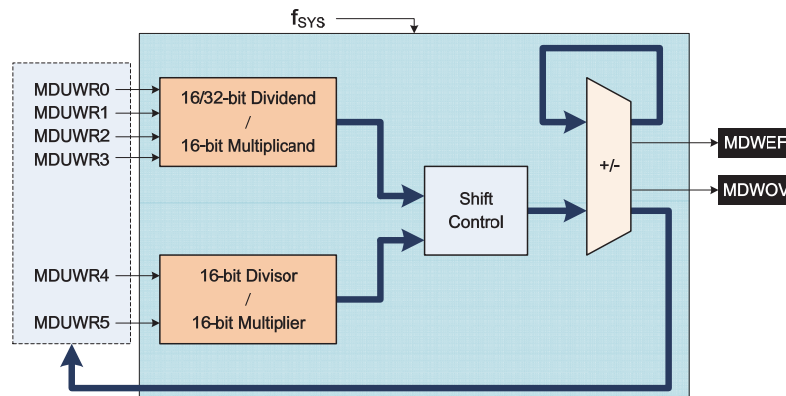 fSYS
MDUWR0
MDUWR1
MDUWR2
MDUWR3
16/32-bit Dividend
/
16-bit Multiplicand
MDUWR4
MDUWR5
16-bit Divisor
/
16-bit Multiplier
Shift
Control
+/-
MDWEF
MDWOV